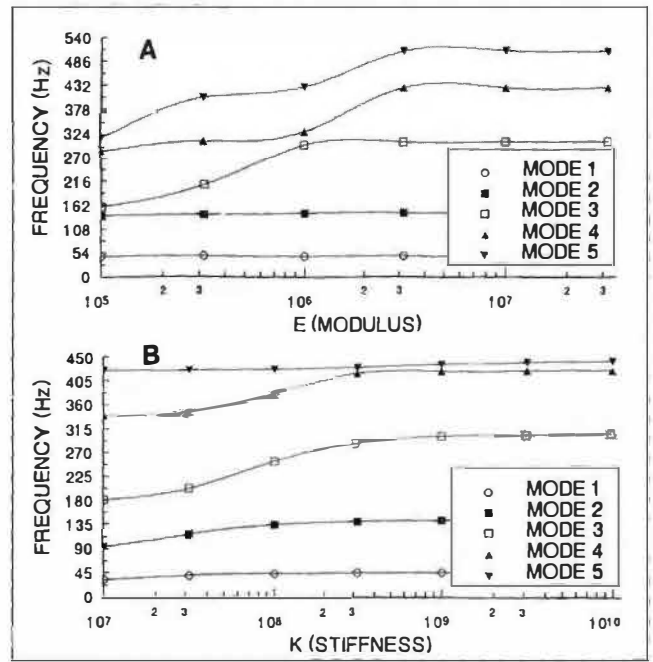 A
FREQUENCY (Hz)
540
486
432
378
324
270
216
162
108
54
0
10⁵ 2 3 10⁶ 2 3 10⁷ 2 3
E (MODULUS)
MODE 1
MODE 2
MODE 3
MODE 4
MODE 5
B
FREQUENCY (Hz)
450
405
360
315
270
225
180
135
90
45
0
10⁷ 2 3 10⁸ 2 3 10⁹ 2 3 10¹⁰
K (STIFFNESS)
MODE 1
MODE 2
MODE 3
MODE 4
MODE 5